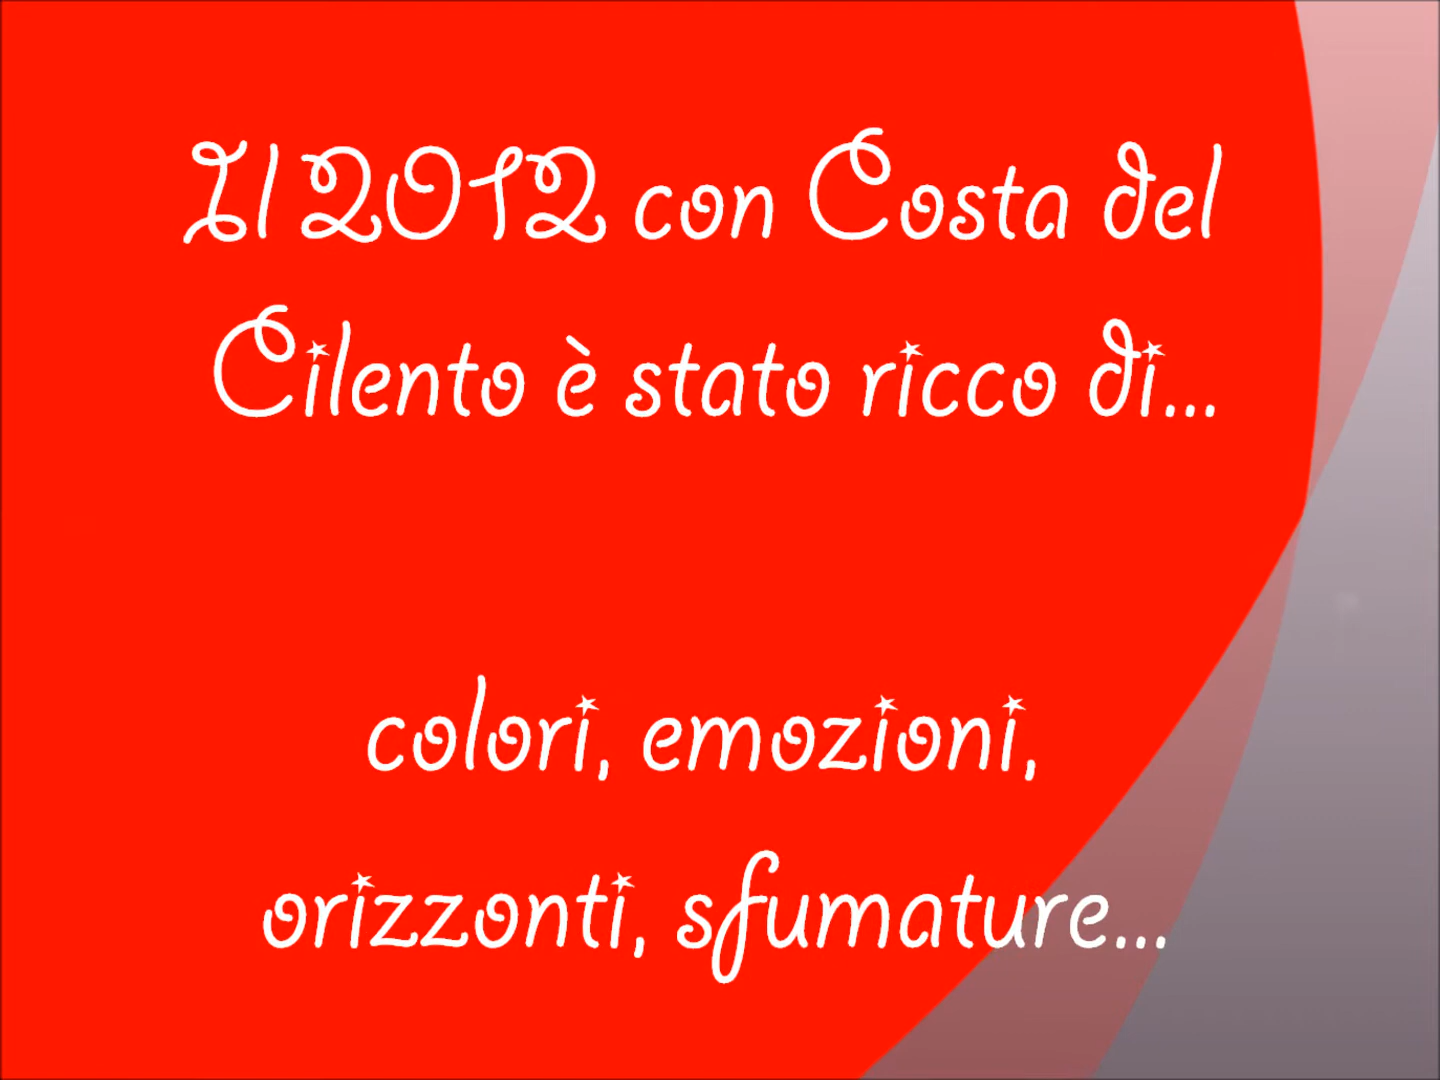 Il 2012 con Costa del
Cilento è stato ricco di...
colori, emozioni,
orizzonti, sfumature...